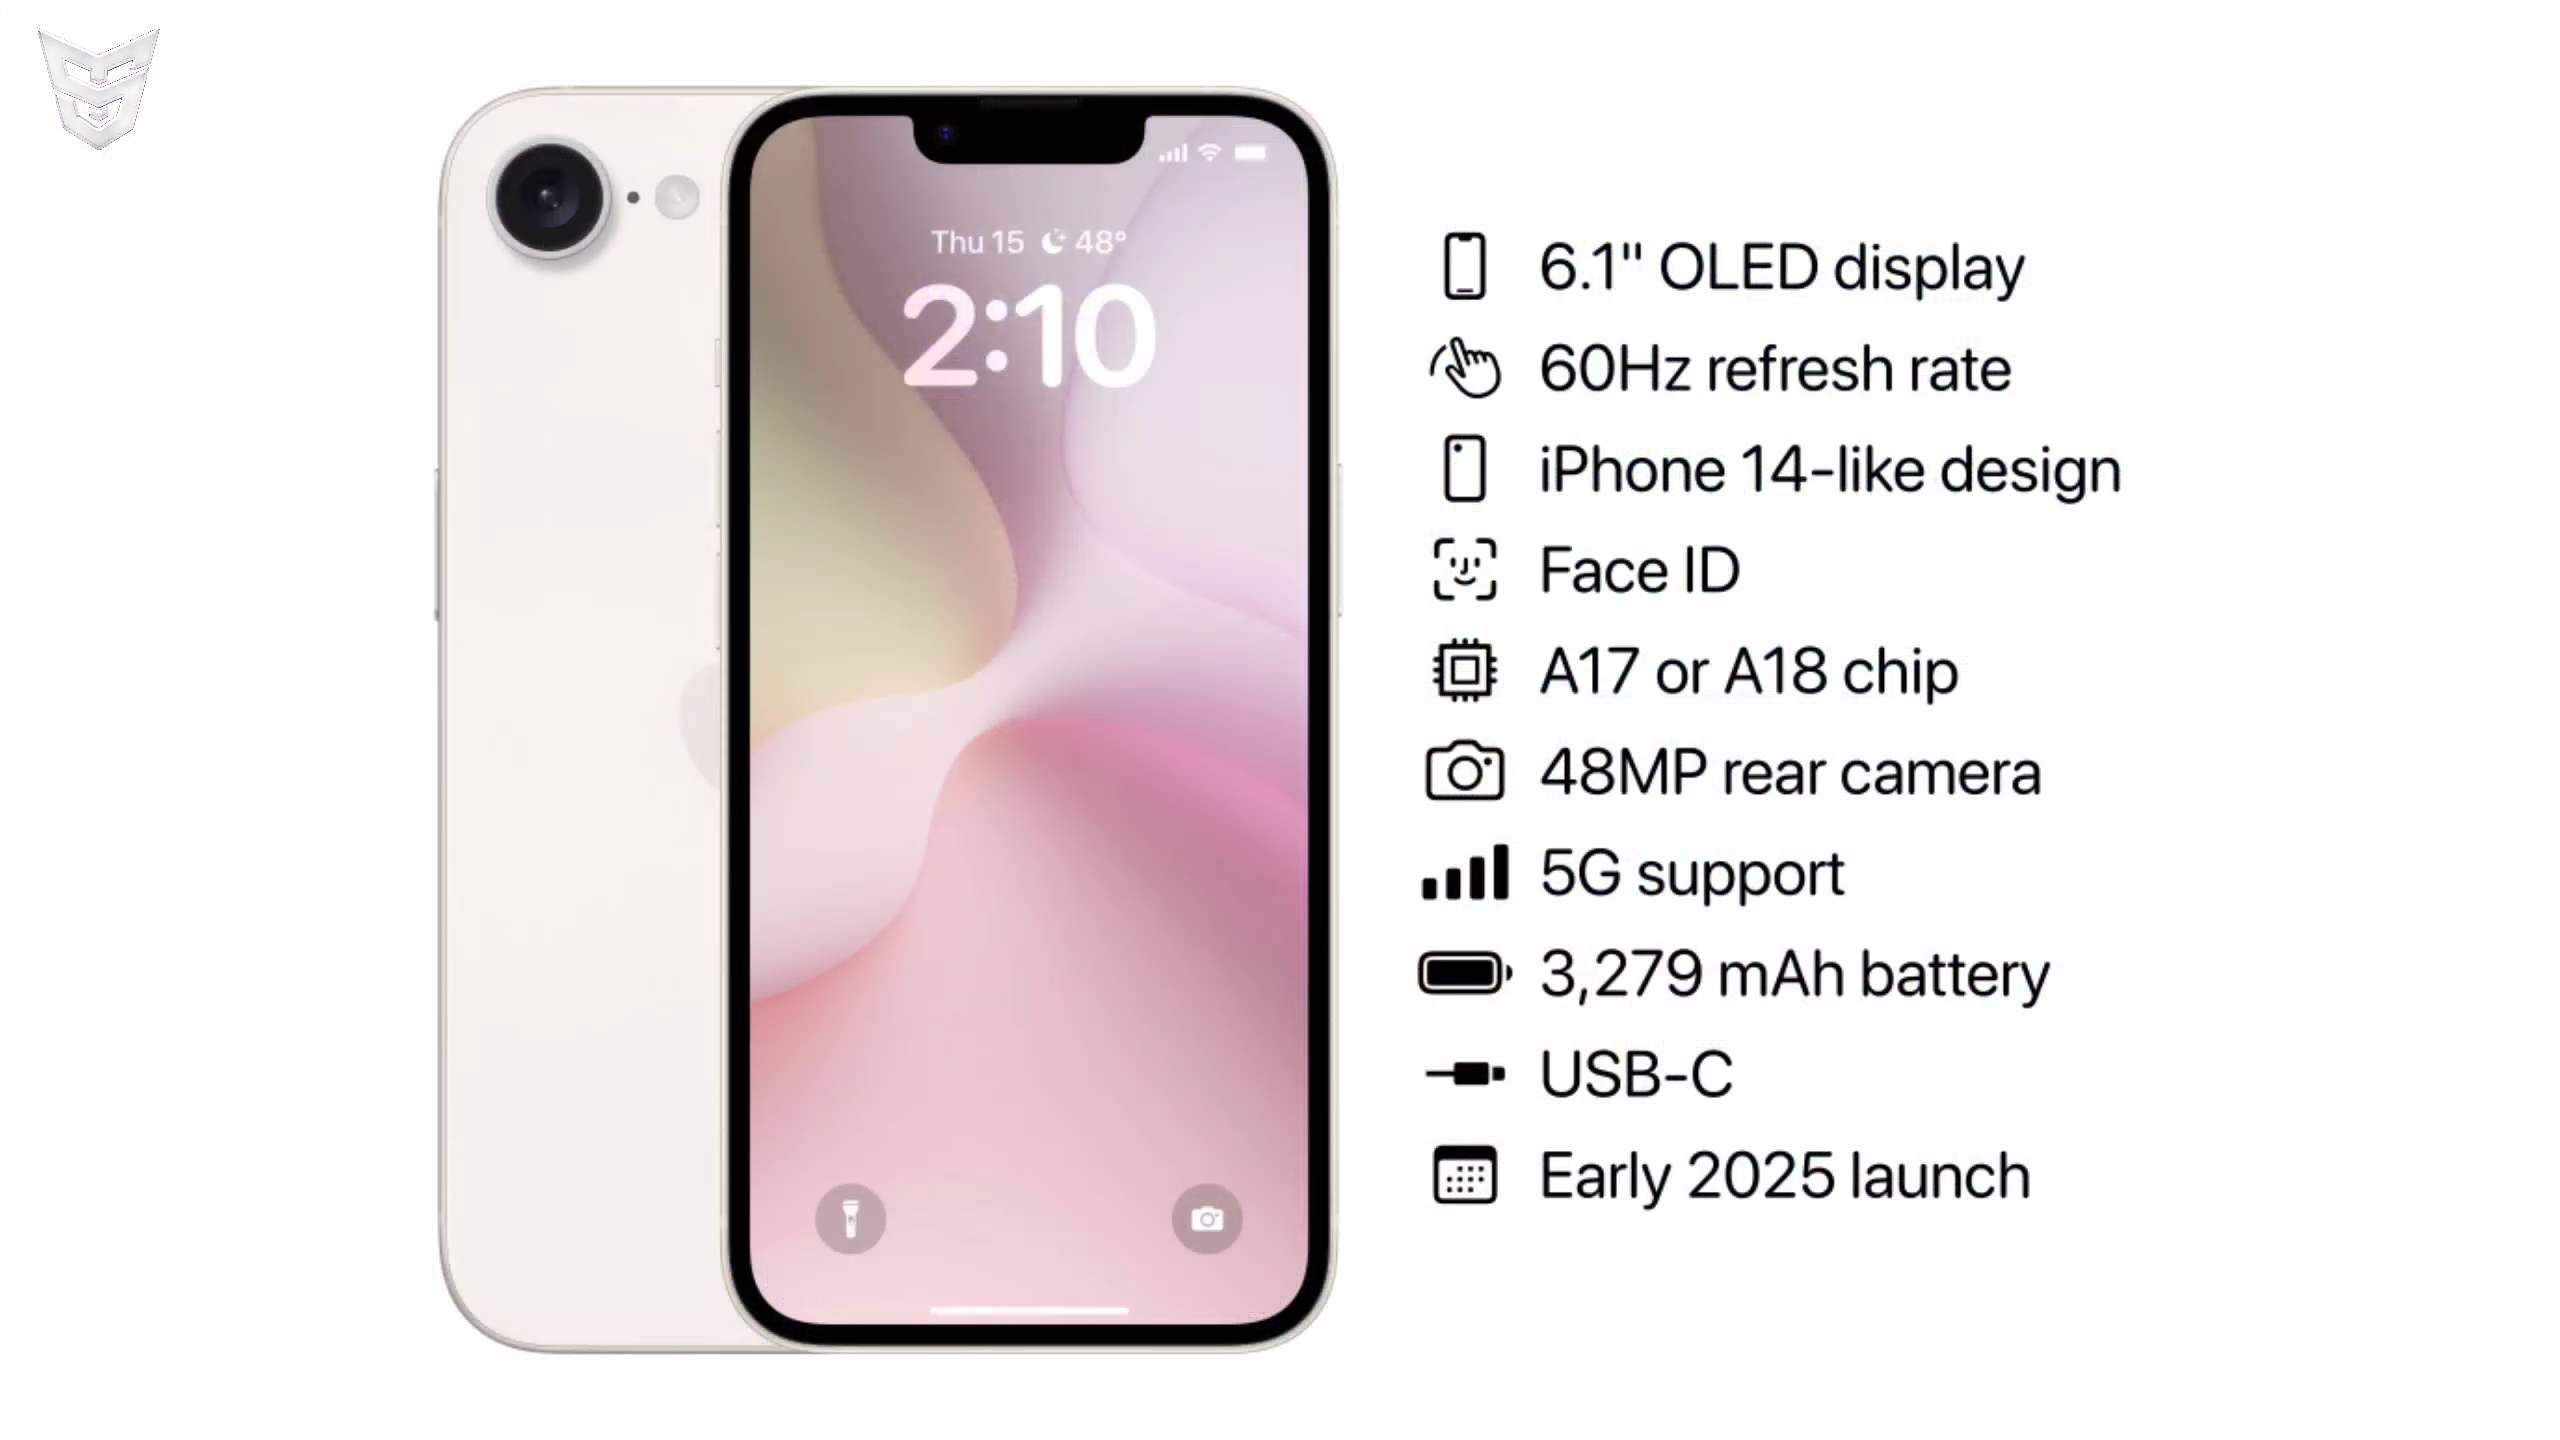 Thu 15 48°
2:10
6.1" OLED display
60Hz refresh rate
iPhone 14-like design
Face ID
A17 or A18 chip
48MP rear camera
5G support
3,279 mAh battery
USB-C
Early 2025 launch